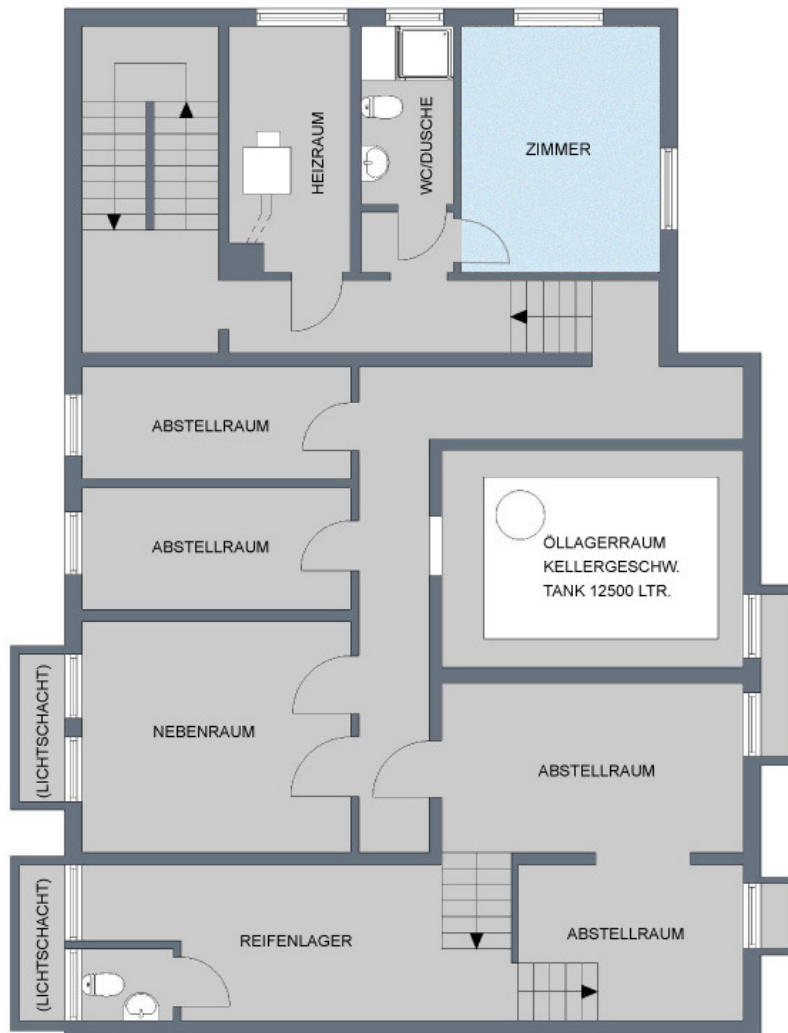 HEIZRAUM
WC/DUSCHE
ZIMMER
ABSTELLRAUM
ABSTELLRAUM
ÖLLAGERRAUM
KELLERGESCHW.
TANK 12500 LTR.
(LICHTSCHACHT)
NEBENRAUM
ABSTELLRAUM
(LICHTSCHACHT)
REIFENLAGER
ABSTELLRAUM